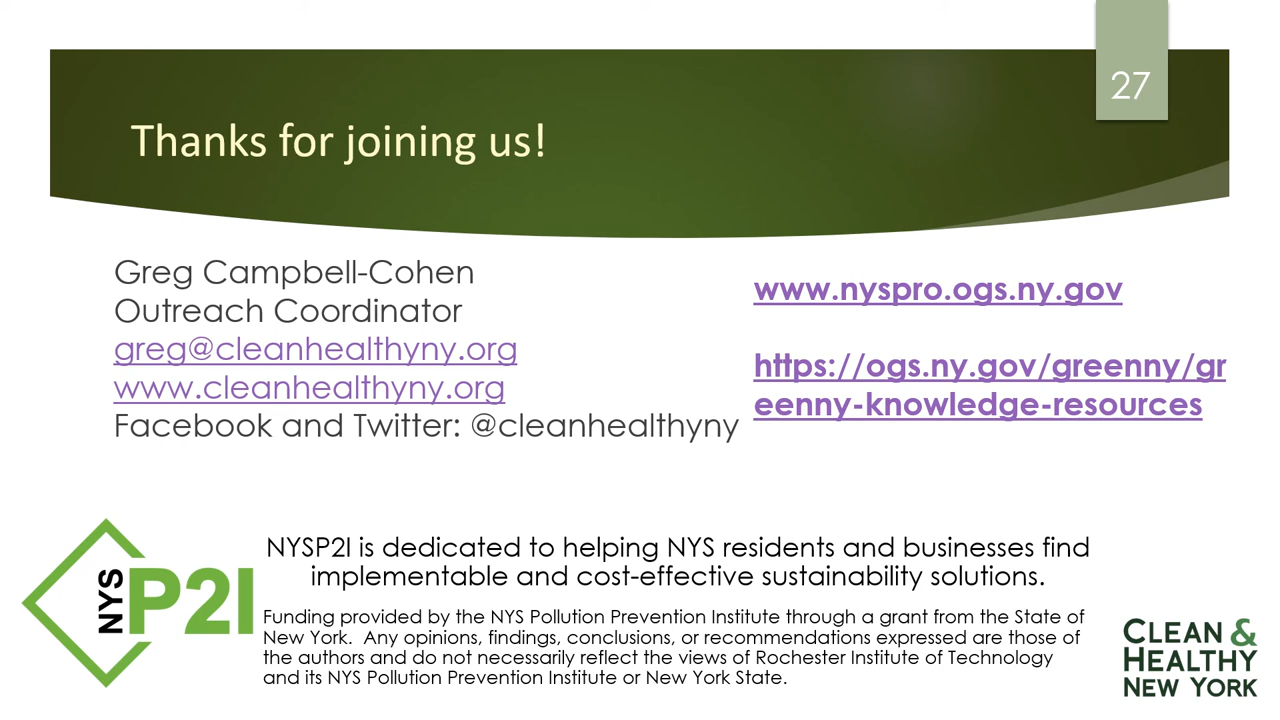 27
Thanks for joining us!
Greg Campbell-Cohen
Outreach Coordinator
greg@cleanhealthyny.org
www.cleanhealthyny.org
Facebook and Twitter: @cleanhealthyny
www.nyspro.ogs.ny.gov
https://ogs.ny.gov/greenny/gr
eenny-knowledge-resources
NYS P2I
NYSP2I is dedicated to helping NYS residents and businesses find
implementable and cost-effective sustainability solutions.
Funding provided by the NYS Pollution Prevention Institute through a grant from the State of
New York.  Any opinions, findings, conclusions, or recommendations expressed are those of
the authors and do not necessarily reflect the views of Rochester Institute of Technology
and its NYS Pollution Prevention Institute or New York State.
CLEAN &
HEALTHY
NEW YORK